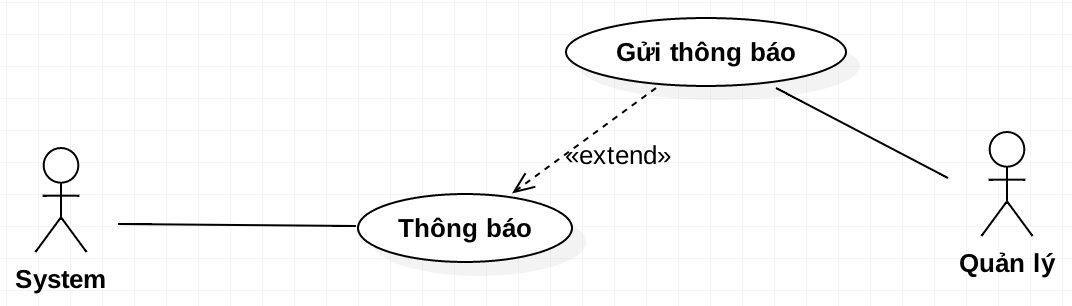 Gửi thông báo
«extend»
Thông báo
System
Quản lý